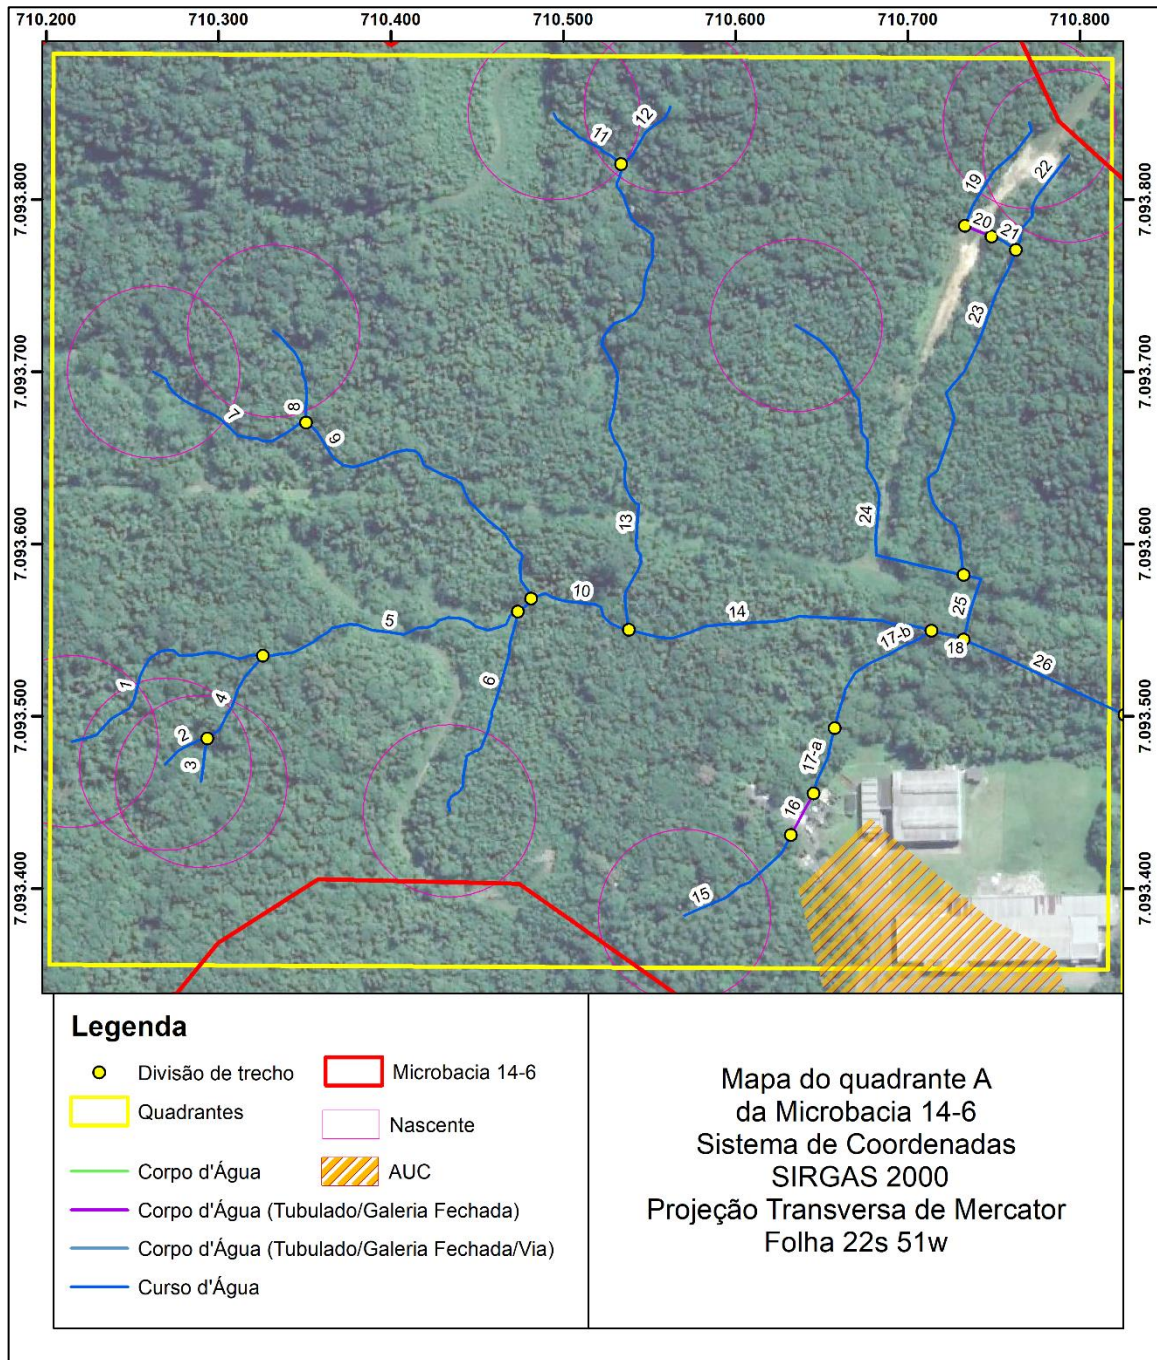 710.200 710.300 710.400 710.500 710.600 710.700 710.800
7.093.800 7.093.800
7.093.700 7.093.700
7.093.600 7.093.600
7.093.500 7.093.500
7.093.400 7.093.400
11
12
19
22
20
21
23
8
7
9
24
13
10
14
25
17-b
18
26
5
6
1
4
2
3
17-a
16
15
Legenda
Divisão de trecho
Quadrantes
Corpo d'Água
Corpo d'Água (Tubulado/Galeria Fechada)
Corpo d'Água (Tubulado/Galeria Fechada/Via)
Curso d'Água
Microbacia 14-6
Nascente
AUC
Mapa do quadrante A
da Microbacia 14-6
Sistema de Coordenadas
SIRGAS 2000
Projeção Transversa de Mercator
Folha 22s 51w